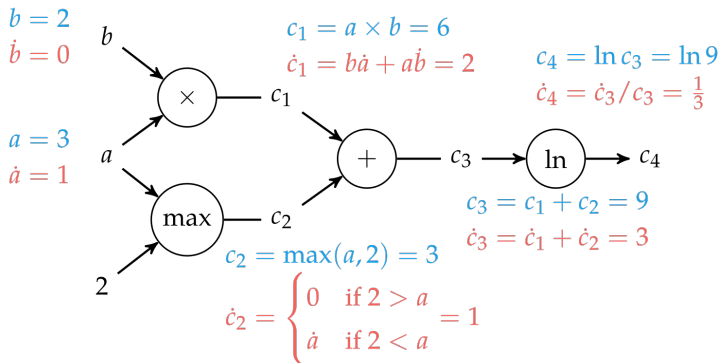 b = 2
ḃ = 0
b
c₁ = a × b = 6
ċ₁ = bȧ + aḃ = 2
c₄ = ln c₃ = ln 9
ċ₄ = ċ₃/c₃ = 1/3
×
c₁
a = 3
ȧ = 1
a
+
c₃
ln
c₄
max
c₂
c₃ = c₁ + c₂ = 9
ċ₃ = ċ₁ + ċ₂ = 3
2
c₂ = max(a, 2) = 3
ċ₂ = { 0 if 2 > a
ȧ if 2 < a = 1